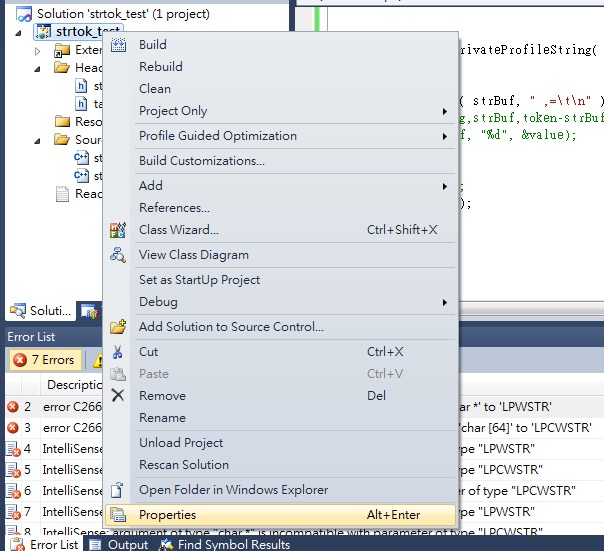 Solution 'strtok_test' (1 project)
strtok_test
Exter
Head
st
ta
Resou
Sourc
st
st
Read
Build
Rebuild
Clean
Project Only
Profile Guided Optimization
Build Customizations...
Add
References...
Class Wizard... Ctrl+Shift+X
View Class Diagram
Set as StartUp Project
Debug
Add Solution to Source Control...
Cut Ctrl+X
Paste Ctrl+V
Remove Del
Rename
Unload Project
Rescan Solution
Open Folder in Windows Explorer
Properties Alt+Enter
rivateProfileString(
( strBuf, " ,=\t\n" )
g,strBuf,token-strBuf
f, "%d", &value);
;
);
Soluti...
Error List
7 Errors
Descriptio
2 error C266 ar *' to 'LPWSTR'
3 error C266 'char [64]' to 'LPCWSTR'
4 IntelliSense ype "LPWSTR"
5 IntelliSense ype "LPCWSTR"
6 IntelliSense er of type "LPCWSTR"
7 IntelliSense ype "LPWSTR"
8 IntelliSense: argument of type "char *" is incompatible with parameter of type "LPCWSTR"
Error List Output Find Symbol Results